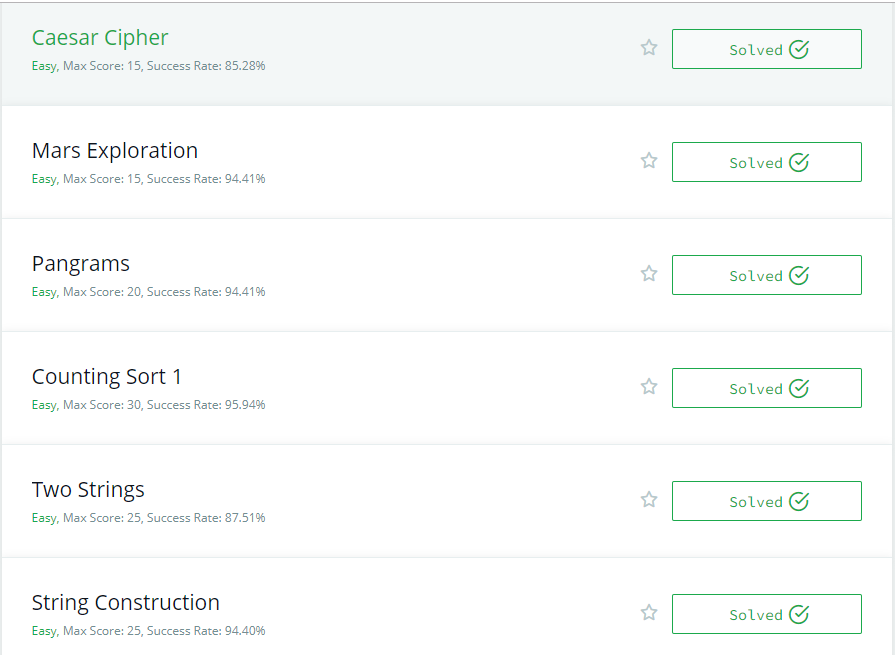 Caesar Cipher
Easy, Max Score: 15, Success Rate: 85.28%
Solved
Mars Exploration
Easy, Max Score: 15, Success Rate: 94.41%
Solved
Pangrams
Easy, Max Score: 20, Success Rate: 94.41%
Solved
Counting Sort 1
Easy, Max Score: 30, Success Rate: 95.94%
Solved
Two Strings
Easy, Max Score: 25, Success Rate: 87.51%
Solved
String Construction
Easy, Max Score: 25, Success Rate: 94.40%
Solved